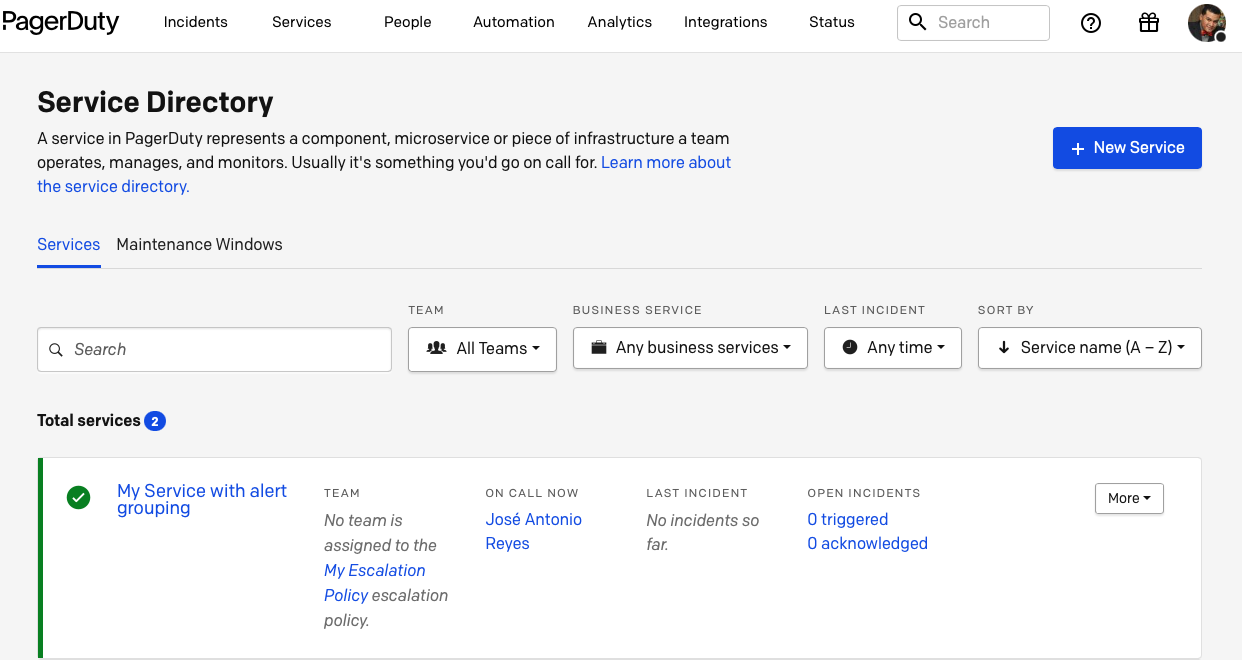 PagerDuty Incidents Services People Automation Analytics Integrations Status Search
Service Directory
A service in PagerDuty represents a component, microservice or piece of infrastructure a team
operates, manages, and monitors. Usually it's something you'd go on call for. Learn more about
the service directory.
+ New Service
Services Maintenance Windows
TEAM BUSINESS SERVICE LAST INCIDENT SORT BY
Search All Teams Any business services Any time Service name (A – Z)
Total services 2
My Service with alert
grouping
TEAM
No team is
assigned to the
My Escalation
Policy escalation
policy.
ON CALL NOW
José Antonio
Reyes
LAST INCIDENT
No incidents so
far.
OPEN INCIDENTS
0 triggered
0 acknowledged
More